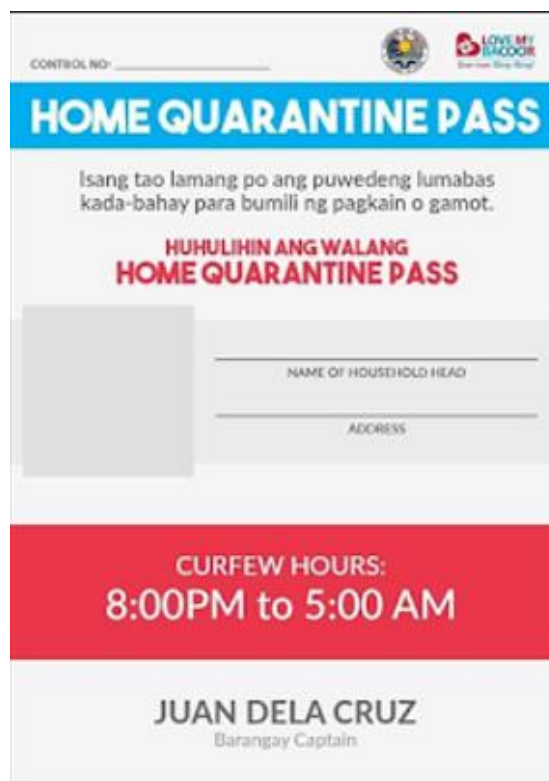 CONTROL NO:
LOVE MY
BACOOR
HOME QUARANTINE PASS
Isang tao lamang po ang puwedeng lumabas
kada-bahay para bumili ng pagkain o gamot.
HUHULIHIN ANG WALANG
HOME QUARANTINE PASS
NAME OF HOUSEHOLD HEAD
ADDRESS
CURFEW HOURS:
8:00PM to 5:00 AM
JUAN DELA CRUZ
Barangay Captain